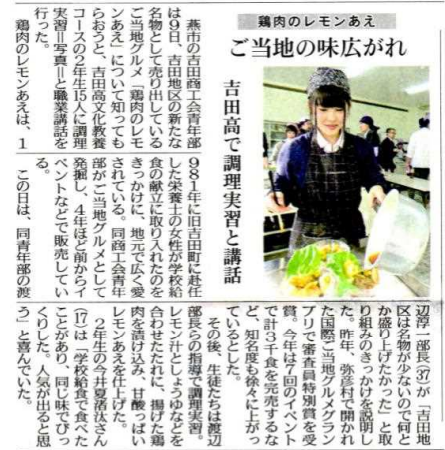 鶏肉のレモンあえ
ご当地の味広がれ
吉田高で調理実習と講話
燕市の吉田商工会青年部
は9日、吉田地区の新たな
名物として売り出している
ご当地グルメ「鶏肉のレモ
ンあえ」について知っても
らおうと、吉田高文化教養
コースの2年生15人に調理
実習=写真=と職業講話を
行った。
鶏肉のレモンあえは、1
981年に旧吉田町に赴任
した栄養士の女性が学校給
食の献立に取り入れたのを
きっかけに、地元で広く愛
されている。同商工会青年
部がご当地グルメとして
発掘し、4年ほど前からイ
ベントなどで販売してい
る。
この日は、同青年部の渡
辺淳一部長(37)が「吉田地
区は名物が少ないので何と
か盛り上げたかった」と取
り組みのきっかけを説明し
た。昨年、弥彦村で開かれ
た国際ご当地グルメグラン
プリで審査員特別賞を受
賞。今年は7回のイベント
で計3千食を完売するな
ど、知名度も徐々に上がっ
ているとした。
その後、生徒たちは渡辺
部長らの指導で調理実習。
レモン汁としょうゆなどを
合わせたたれに、揚げた鶏
肉を漬け込み、甘酸っぱい
レモンあえを仕上げた。
2年生の今井夏渚汰さん
(17)は「学校給食で食べた
ことがあり、同じ味でびっ
くりした。人気が出ると思
う」と喜んでいた。